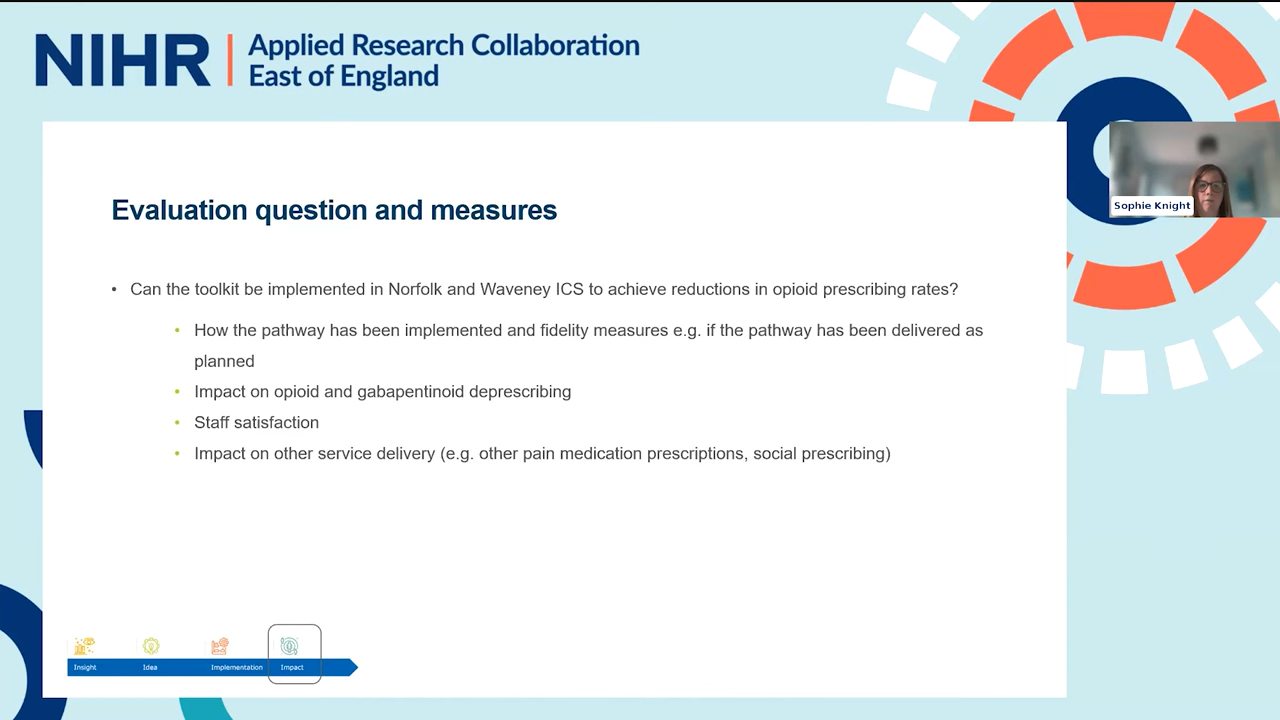 NIHR | Applied Research Collaboration
East of England
Sophie Knight
Evaluation question and measures
• Can the toolkit be implemented in Norfolk and Waveney ICS to achieve reductions in opioid prescribing rates?
• How the pathway has been implemented and fidelity measures e.g. if the pathway has been delivered as
planned
• Impact on opioid and gabapentinoid deprescribing
• Staff satisfaction
• Impact on other service delivery (e.g. other pain medication prescriptions, social prescribing)
Insight Idea Implementation Impact